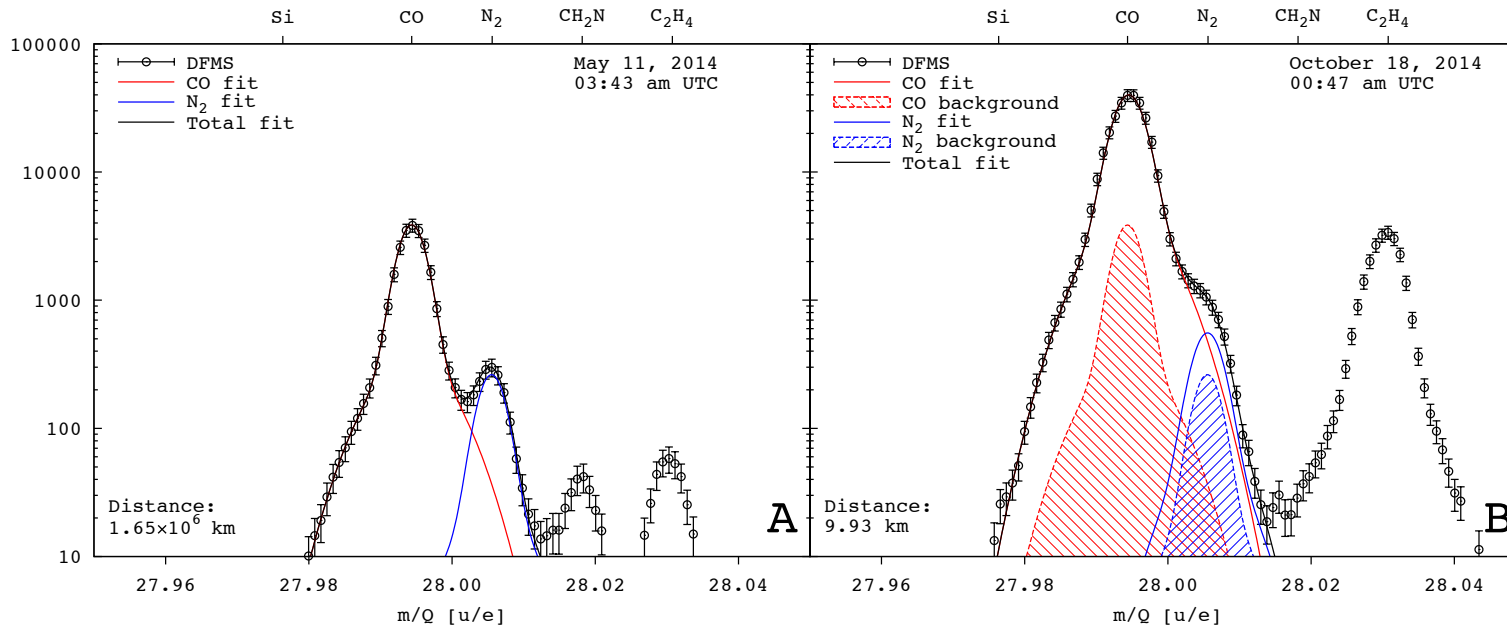 Si CO N₂ CH₂N C₂H₄
Si CO N₂ CH₂N C₂H₄
100000
10000
1000
100
10
DFMS
CO fit
N₂ fit
Total fit
May 11, 2014
03:43 am UTC
Distance:
1.65×10⁶ km
A
DFMS
CO fit
CO background
N₂ fit
N₂ background
Total fit
October 18, 2014
00:47 am UTC
Distance:
9.93 km
B
27.96 27.98 28.00 28.02 28.04
m/Q [u/e]
27.96 27.98 28.00 28.02 28.04
m/Q [u/e]